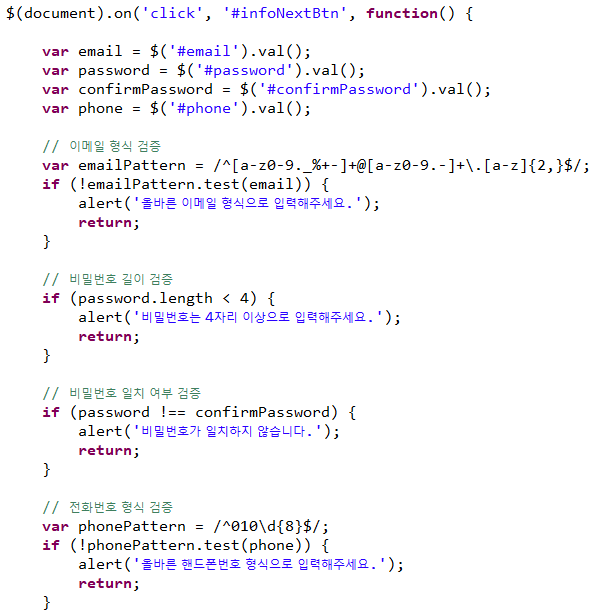 $(document).on('click', '#infoNextBtn', function() {
var email = $('#email').val();
var password = $('#password').val();
var confirmPassword = $('#confirmPassword').val();
var phone = $('#phone').val();
// 이메일 형식 검증
var emailPattern = /^[a-z0-9._%+-]+@[a-z0-9.-]+\.[a-z]{2,}$/;
if (!emailPattern.test(email)) {
alert('올바른 이메일 형식으로 입력해주세요.');
return;
}
// 비밀번호 길이 검증
if (password.length < 4) {
alert('비밀번호는 4자리 이상으로 입력해주세요.');
return;
}
// 비밀번호 일치 여부 검증
if (password !== confirmPassword) {
alert('비밀번호가 일치하지 않습니다.');
return;
}
// 전화번호 형식 검증
var phonePattern = /^010\d{8}$/;
if (!phonePattern.test(phone)) {
alert('올바른 핸드폰번호 형식으로 입력해주세요.');
return;
}